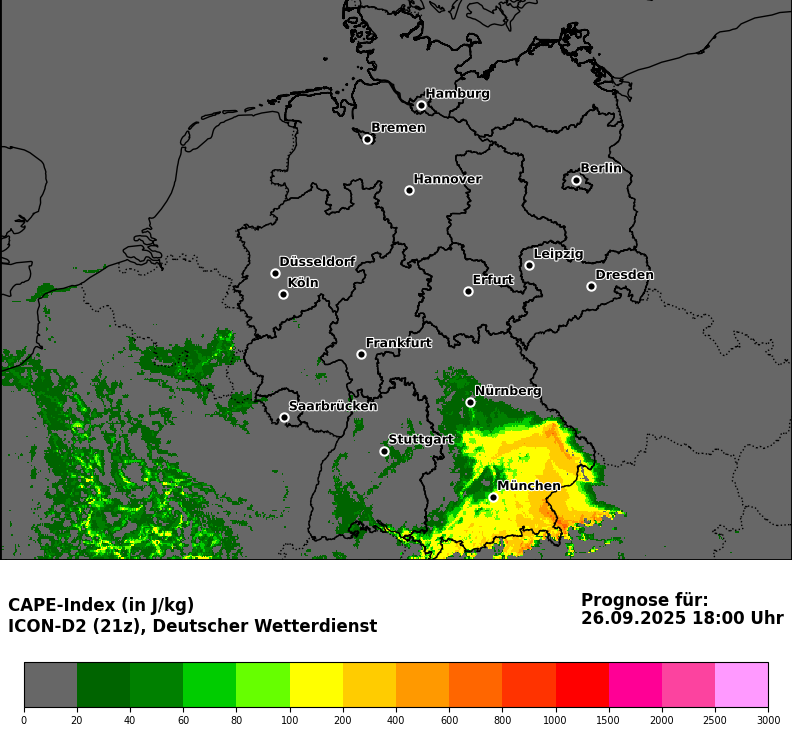 Hamburg
Bremen
Berlin
Hannover
Leipzig
Düsseldorf
Dresden
Köln
Erfurt
Frankfurt
Nürnberg
Saarbrücken
Stuttgart
München
CAPE-Index (in J/kg)
ICON-D2 (21z), Deutscher Wetterdienst
Prognose für:
26.09.2025 18:00 Uhr
0 20 40 60 80 100 200 400 600 800 1000 1500 2000 2500 3000